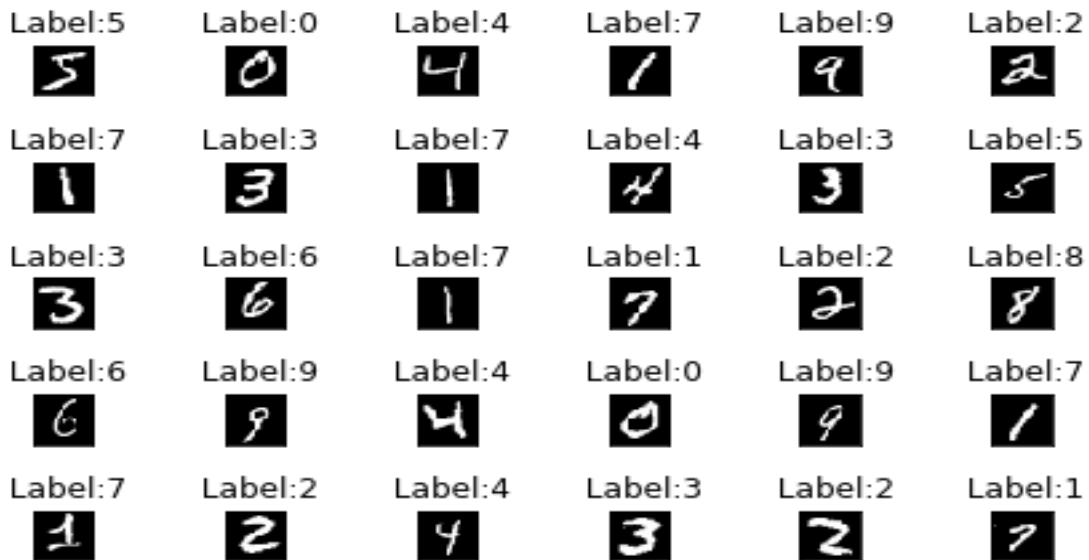 Label:5 Label:0 Label:4 Label:7 Label:9 Label:2
5 0 4 1 9 2
Label:7 Label:3 Label:7 Label:4 Label:3 Label:5
1 3 1 4 3 5
Label:3 Label:6 Label:7 Label:1 Label:2 Label:8
3 6 1 7 2 8
Label:6 Label:9 Label:4 Label:0 Label:9 Label:7
6 9 4 0 9 1
Label:7 Label:2 Label:4 Label:3 Label:2 Label:1
1 2 4 3 2 7